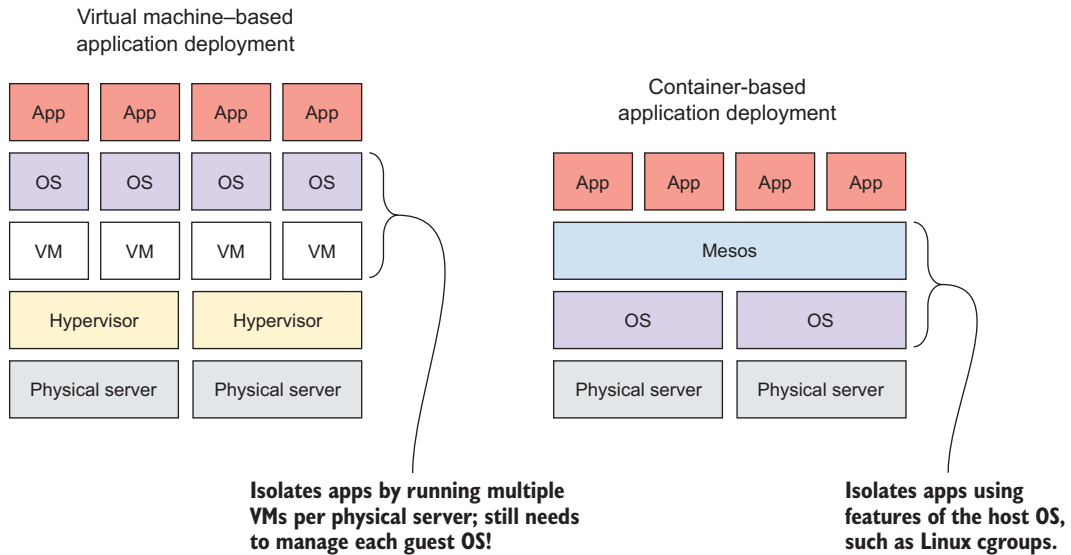 Virtual machine–based
application deployment
App App App App
OS OS OS OS
VM VM VM VM
Hypervisor Hypervisor
Physical server Physical server
Isolates apps by running multiple
VMs per physical server; still needs
to manage each guest OS!
Container-based
application deployment
App App App App
Mesos
OS OS
Physical server Physical server
Isolates apps using
features of the host OS,
such as Linux cgroups.